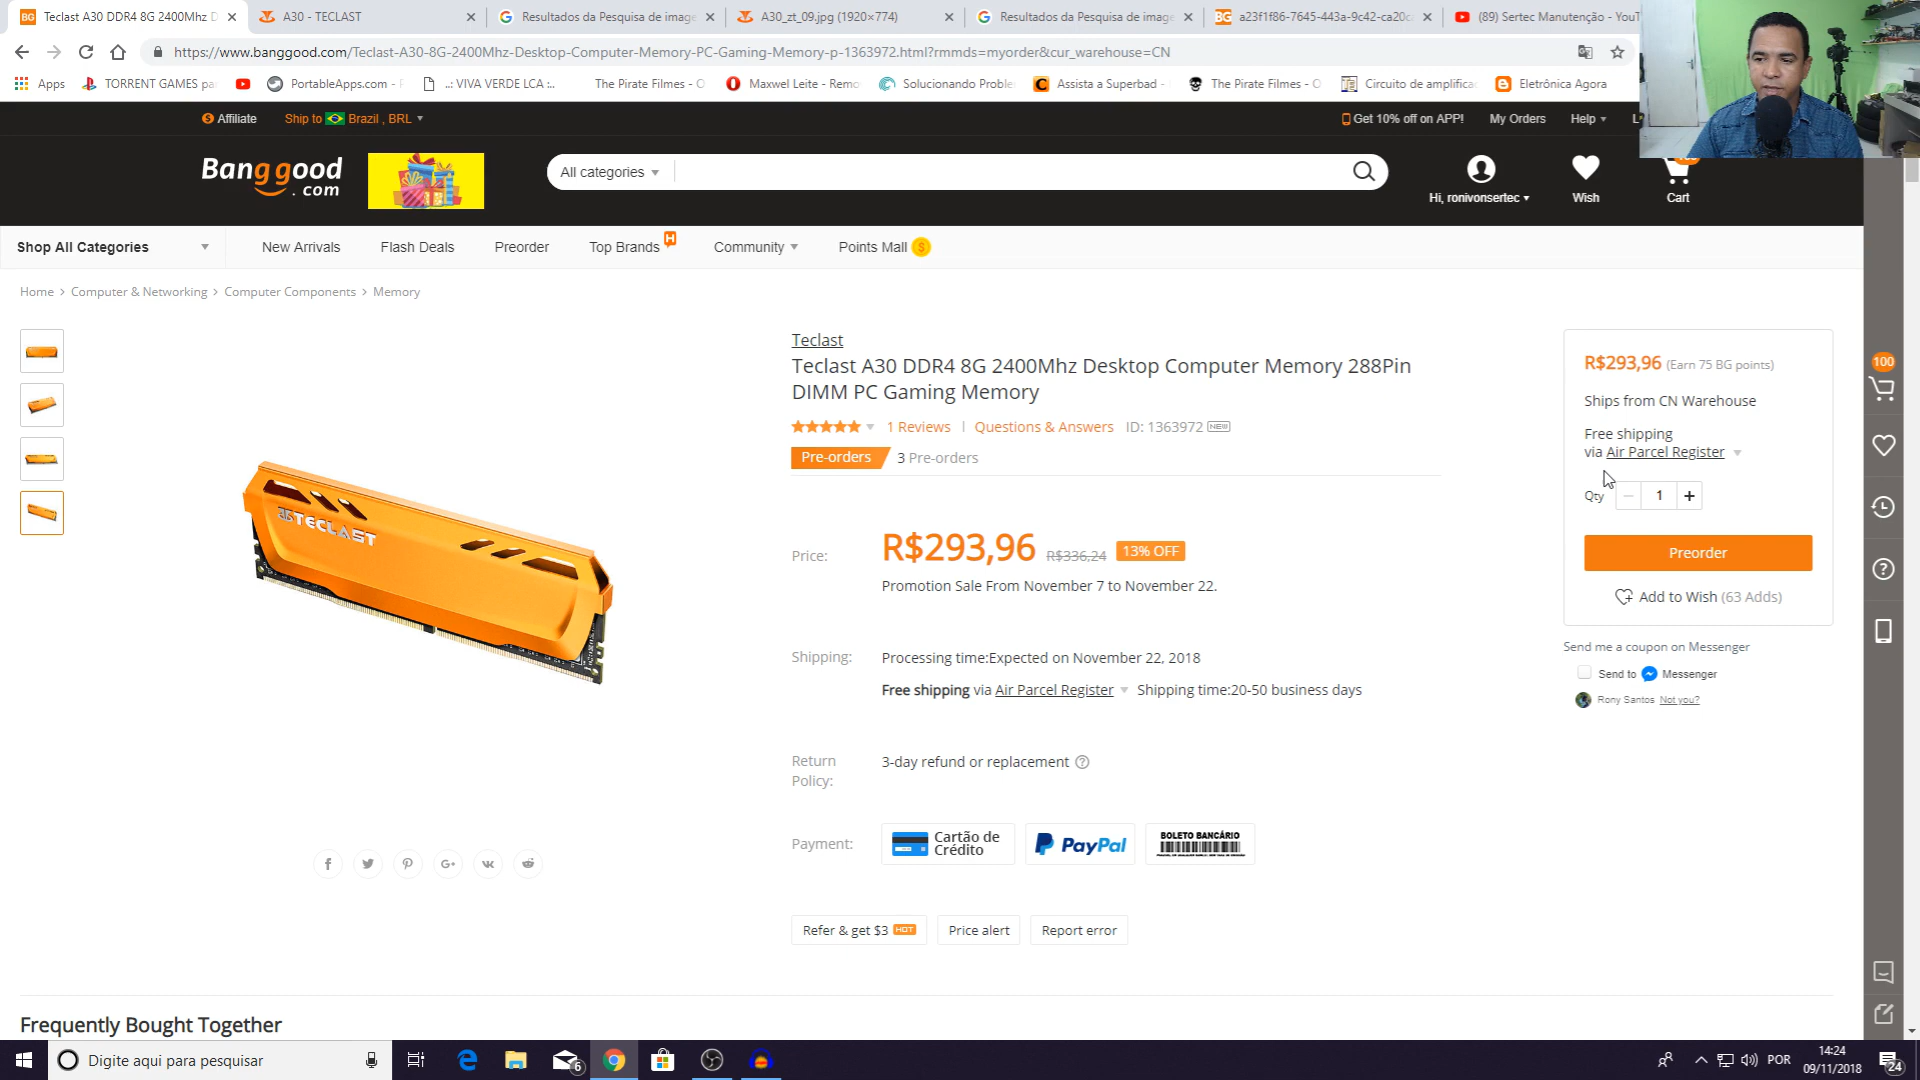 Teclast A30 DDR4 8G 2400Mhz D
A30 - TECLAST
Resultados da Pesquisa de image
A30_zt_09.jpg (1920×774)
Resultados da Pesquisa de image
BG a23f1f86-7645-443a-9c42-ca20c
(89) Sertec Manutenção - YouT
https://www.banggood.com/Teclast-A30-8G-2400Mhz-Desktop-Computer-Memory-PC-Gaming-Memory-p-1363972.html?rmmds=myorder&cur_warehouse=CN
Apps
TORRENT GAMES pa
PortableApps.com - F
..: VIVA VERDE LCA :..
The Pirate Filmes - O
Maxwell Leite - Remo
Solucionando Proble
Assista a Superbad -
The Pirate Filmes - O
Circuito de amplifica
Eletrônica Agora
Affiliate
Ship to Brazil , BRL
Get 10% off on APP!
My Orders
Help
Banggood
.com
All categories
Hi, ronivonsertec
Wish
Cart
Shop All Categories
New Arrivals
Flash Deals
Preorder
Top Brands H
Community
Points Mall $
Home > Computer & Networking > Computer Components > Memory
TECLAST
Teclast
Teclast A30 DDR4 8G 2400Mhz Desktop Computer Memory 288Pin
DIMM PC Gaming Memory
1 Reviews | Questions & Answers ID: 1363972 NEW
Pre-orders 3 Pre-orders
Price: R$293,96 R$336,24 13% OFF
Promotion Sale From November 7 to November 22.
Shipping: Processing time:Expected on November 22, 2018
Free shipping via Air Parcel Register Shipping time:20-50 business days
Return
Policy:
3-day refund or replacement ?
Payment:
Cartão de
Crédito
PayPal
BOLETO BANCÁRIO
Refer & get $3 HOT
Price alert
Report error
R$293,96 (Earn 75 BG points)
Ships from CN Warehouse
Free shipping
via Air Parcel Register
Qty 1 +
Preorder
Add to Wish (63 Adds)
Send me a coupon on Messenger
Send to Messenger
Rony Santos Not you?
100
Frequently Bought Together
Digite aqui para pesquisar
6
POR
14:24
09/11/2018
24